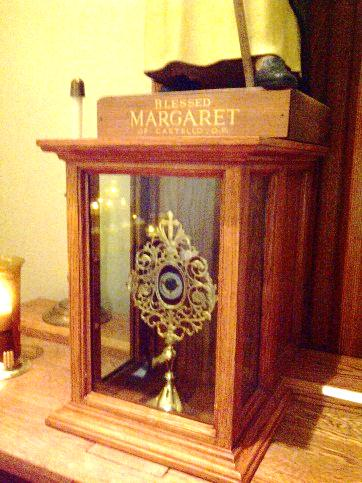 BLESSED
MARGARET
OF CASTELLO, O.P.